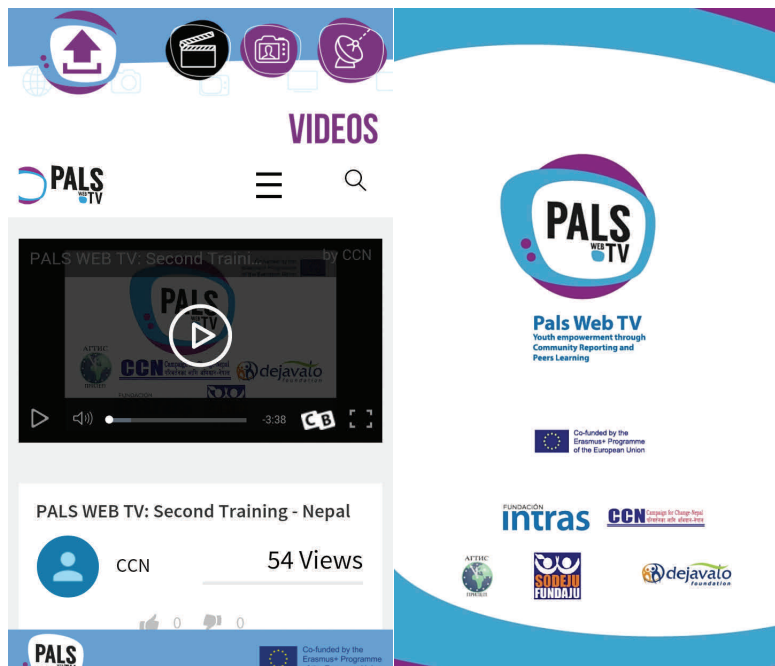 VIDEOS
PALS
WEB
TV
PALS WEB TV: Second Traini...
by CCN
PALS
ΑΓΓΗC
CCN
dejavato
foundation
FUNDACIÓN
-3:38
CB
PALS WEB TV: Second Training - Nepal
CCN
54 Views
0
0
PALS
Co-funded by the
Erasmus+ Programme
PALS
WEB
TV
Pals Web TV
Youth empowerment through
Community Reporting and
Peers Learning
Co-funded by the
Erasmus+ Programme
of the European Union
FUNDACIÓN
intras
CCN
Campaign for Change-Nepal
SODEJU
FUNDAJU
dejavato
foundation